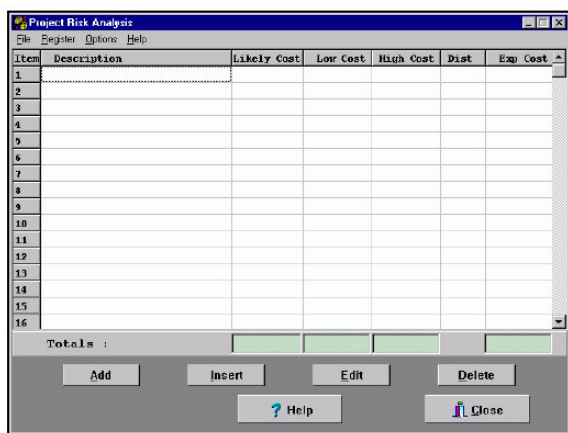 Project Risk Analysis
File Register Options Help
Item Description Likely Cost Low Cost High Cost Dist Exp Cost
1
2
3
4
5
6
7
8
9
10
11
12
13
14
15
16
Totals :
Add Insert Edit Delete
? Help Close